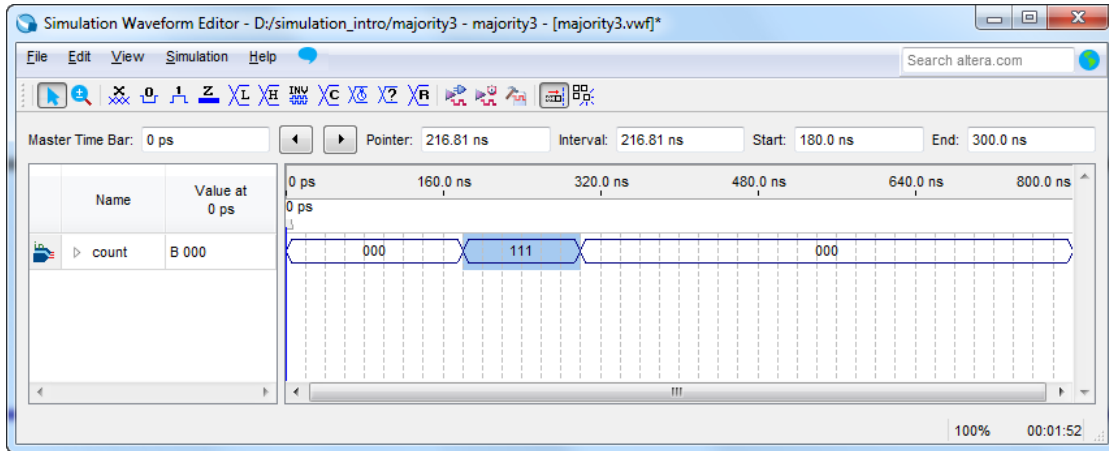 Simulation Waveform Editor - D:/simulation_intro/majority3 - majority3 - [majority3.vwf]*
File Edit View Simulation Help
Search altera.com
Master Time Bar: 0 ps Pointer: 216.81 ns Interval: 216.81 ns Start: 180.0 ns End: 300.0 ns
Name Value at 0 ps
0 ps 160.0 ns 320.0 ns 480.0 ns 640.0 ns 800.0 ns
0 ps
count B 000 000 111 000
100% 00:01:52